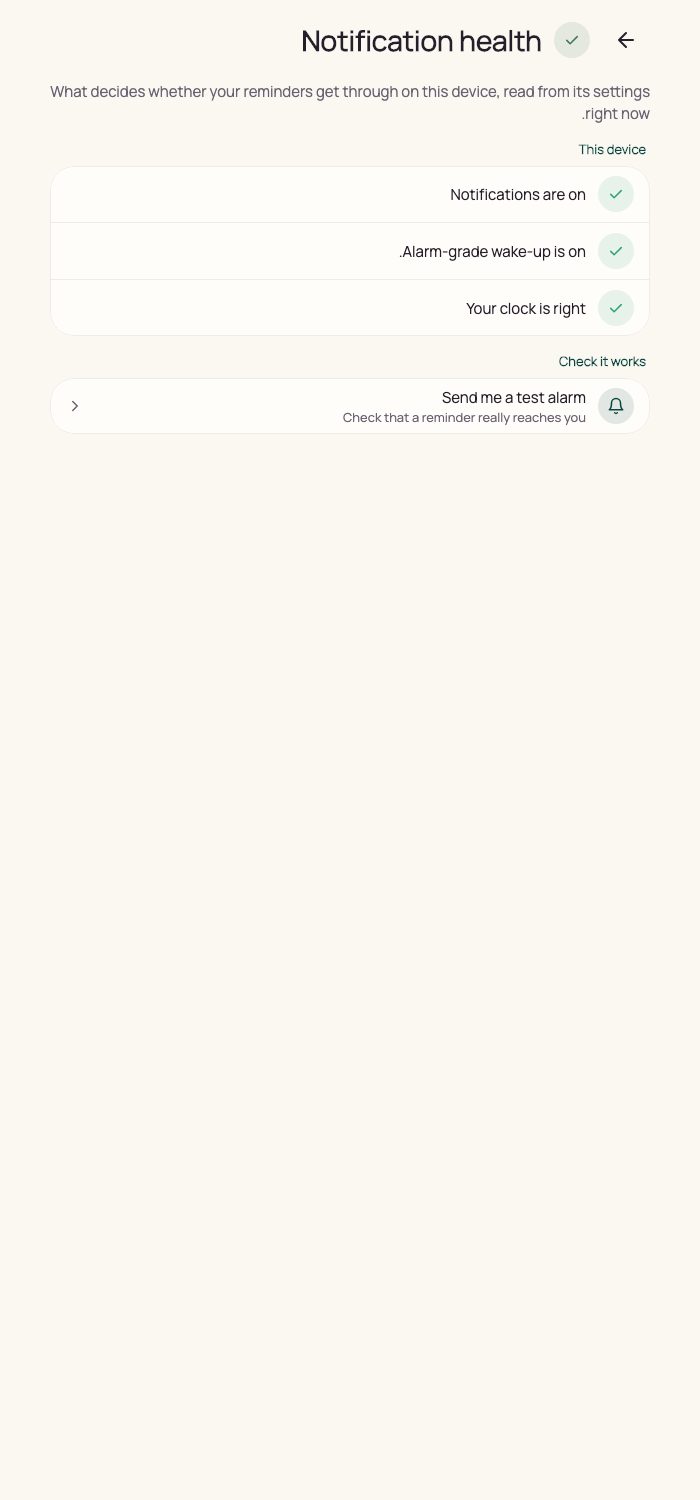 Notification health
What decides whether your reminders get through on this device, read from its settings
.right now
This device
Notifications are on
.Alarm-grade wake-up is on
Your clock is right
Check it works
Send me a test alarm
Check that a reminder really reaches you